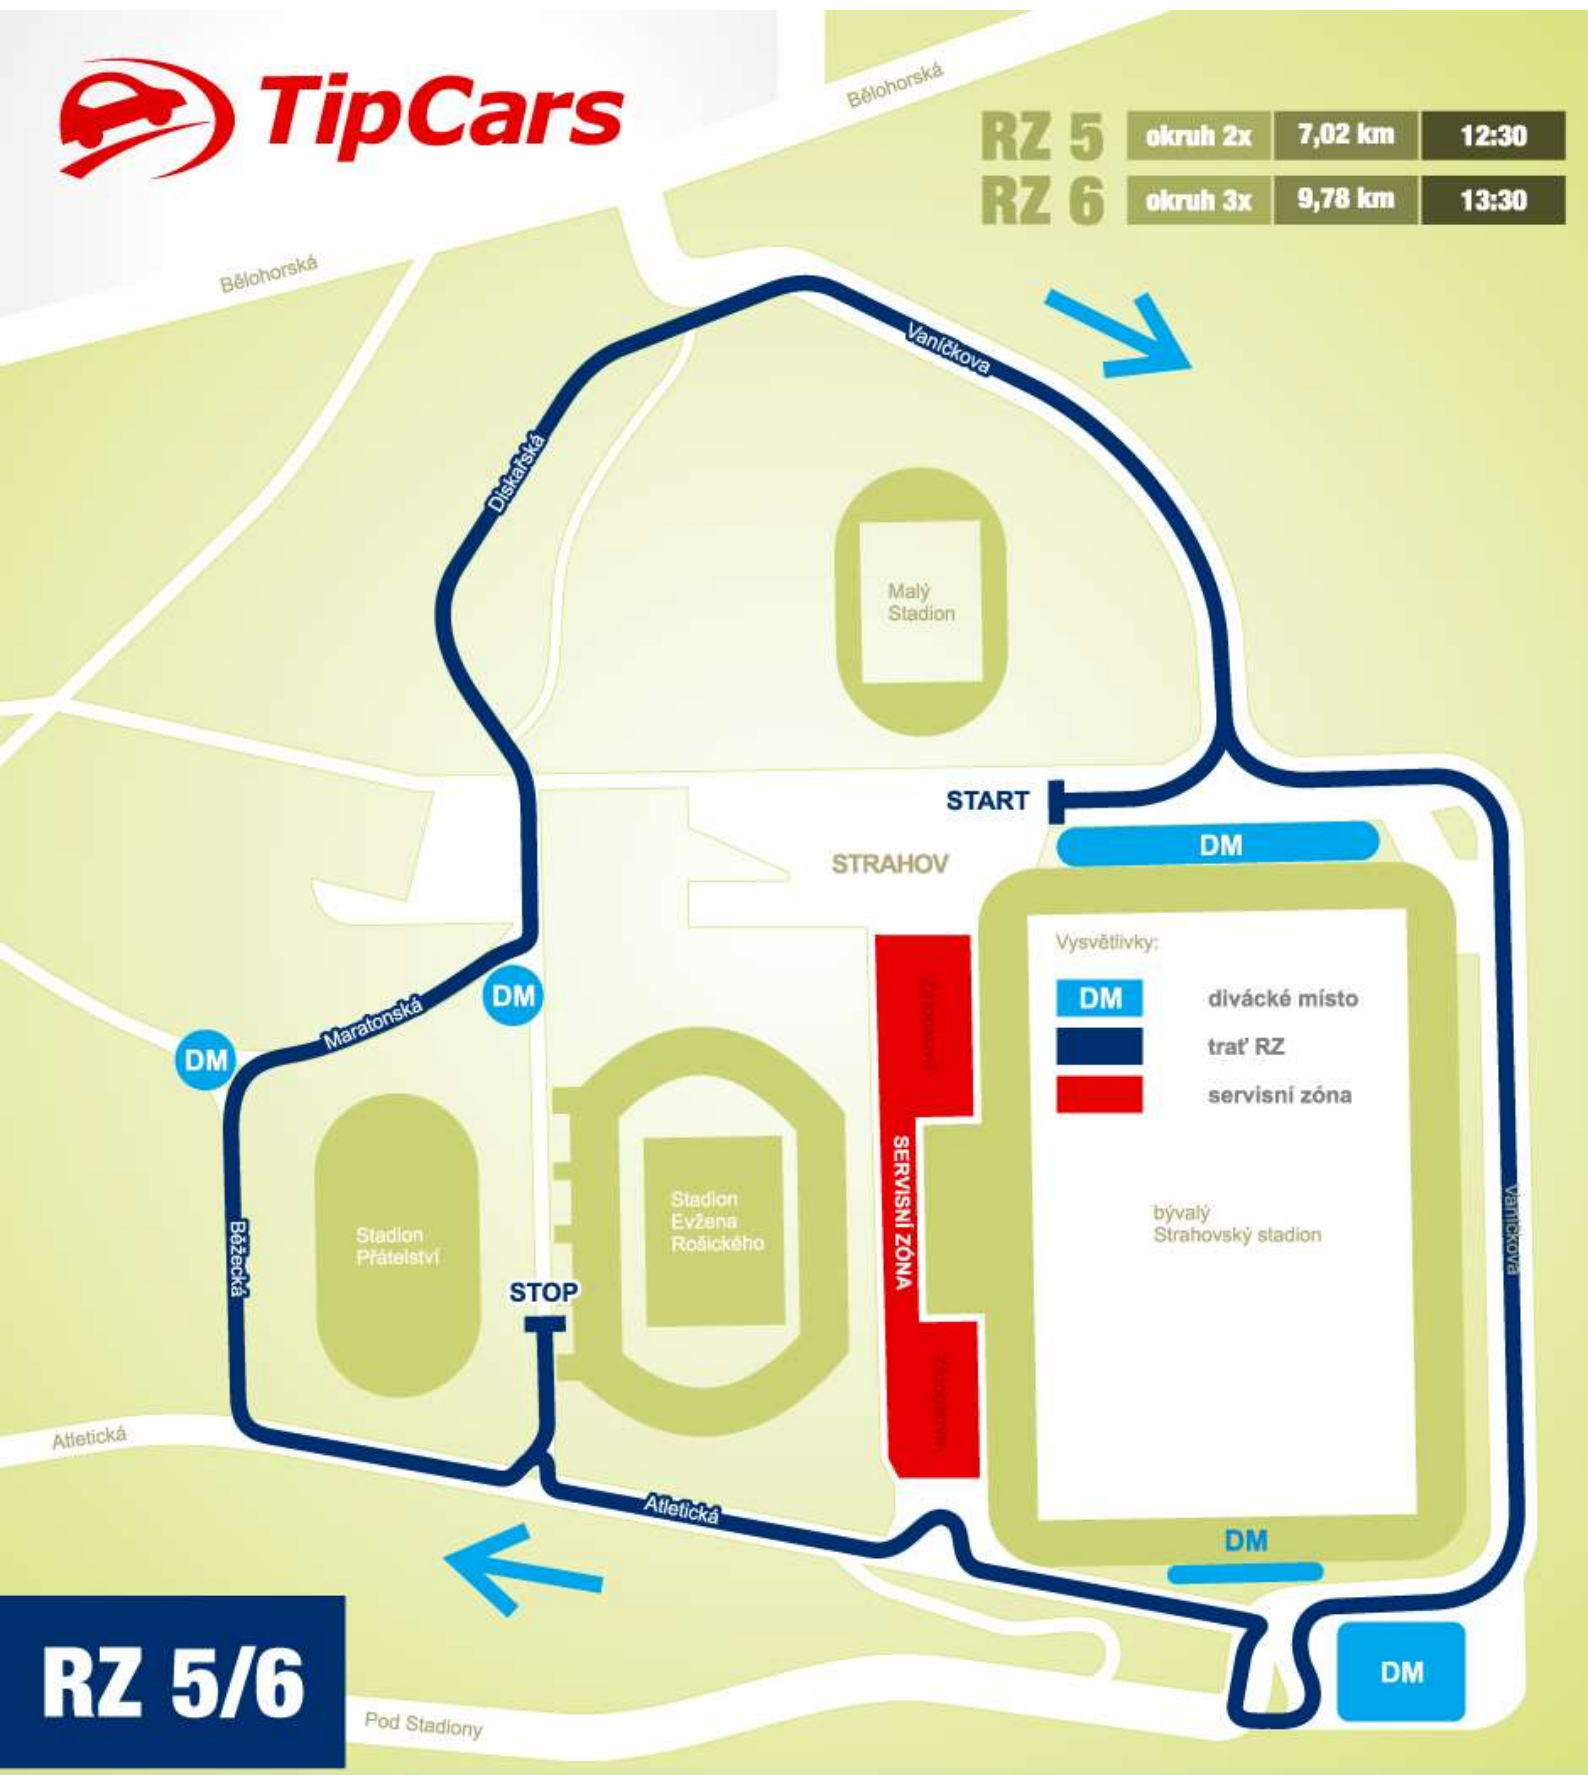 TipCars
Bělohorská
RZ 5 okruh 2x 7,02 km 12:30
RZ 6 okruh 3x 9,78 km 13:30
Bělohorská
Vaníčkova
Diskařská
Malý
Stadion
START
DM
STRAHOV
Vysvětlivky:
DM divácké místo
trať RZ
servisní zóna
DM
Maratonská
DM
SERVISNÍ ZÓNA
Vaníčkova
bývalý
Strahovský stadion
Stadion
Evžena
Rošického
Stadion
Přátelství
Běžecká
STOP
Atletická
Atletická
DM
DM
RZ 5/6
Pod Stadiony